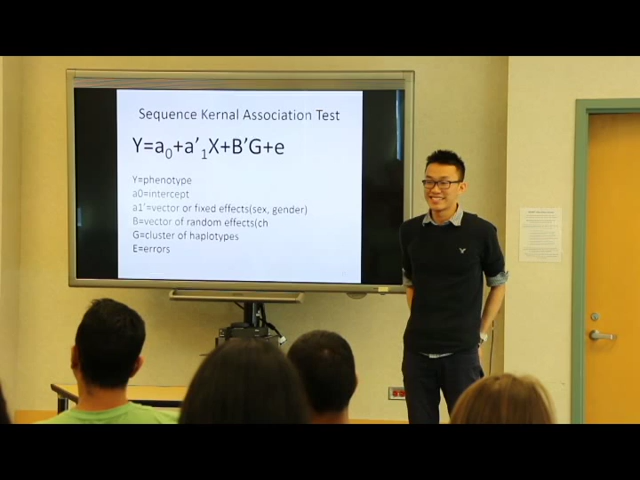 Sequence Kernal Association Test
Y=a₀+a'₁X+B'G+e
Y=phenotype
a0=intercept
a1'=vector or fixed effects(sex, gender)
B=vector of random effects(ch
G=cluster of haplotypes
E=errors